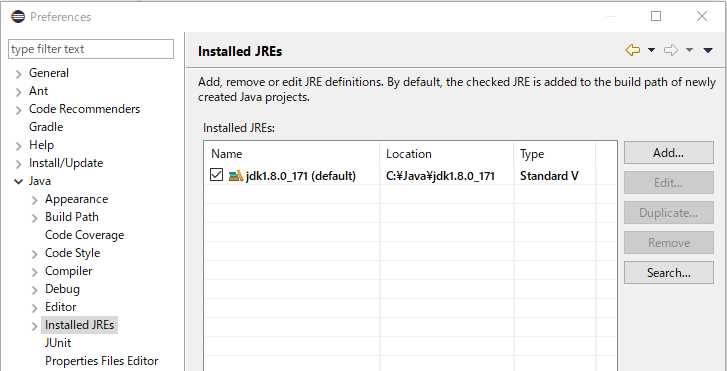 Preferences
type filter text
General
Ant
Code Recommenders
Gradle
Help
Install/Update
Java
Appearance
Build Path
Code Coverage
Code Style
Compiler
Debug
Editor
Installed JREs
JUnit
Properties Files Editor
Installed JREs
Add, remove or edit JRE definitions. By default, the checked JRE is added to the build path of newly
created Java projects.
Installed JREs:
Name Location Type
jdk1.8.0_171 (default) C:¥Java¥jdk1.8.0_171 Standard V
Add...
Edit...
Duplicate...
Remove
Search...